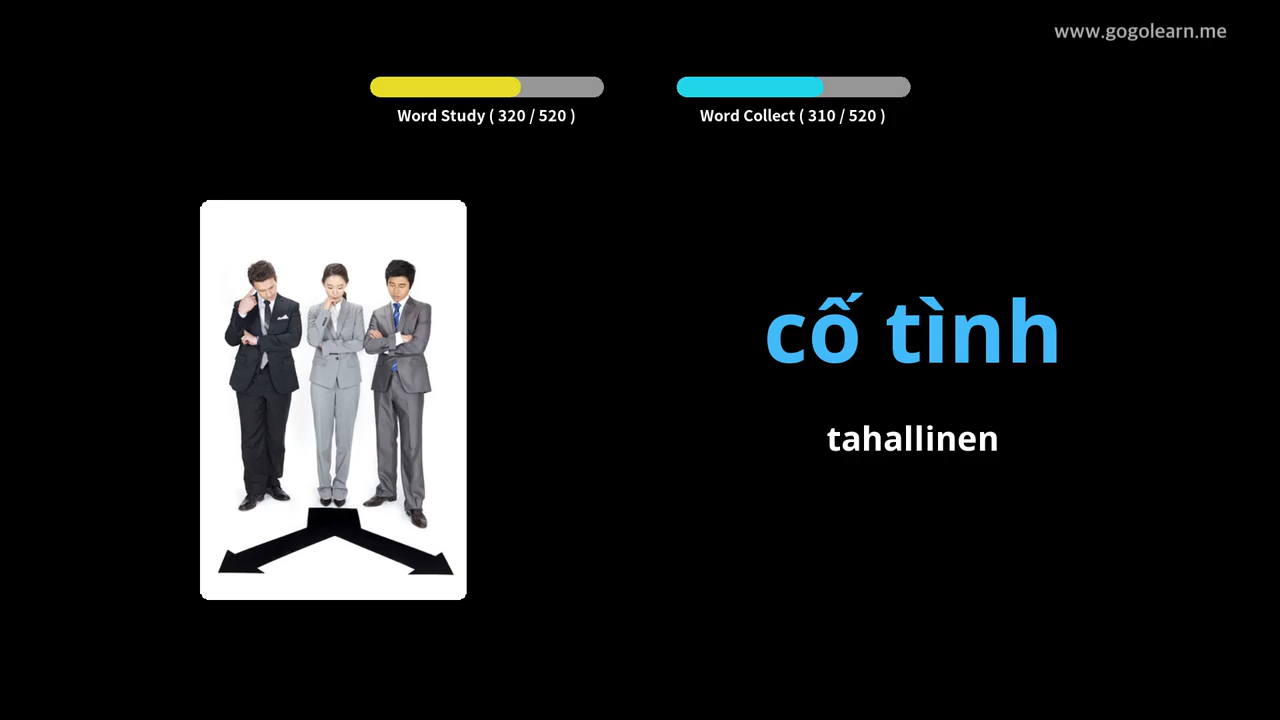 www.gogolearn.me
Word Study ( 320 / 520 )
Word Collect ( 310 / 520 )
cố tình
tahallinen